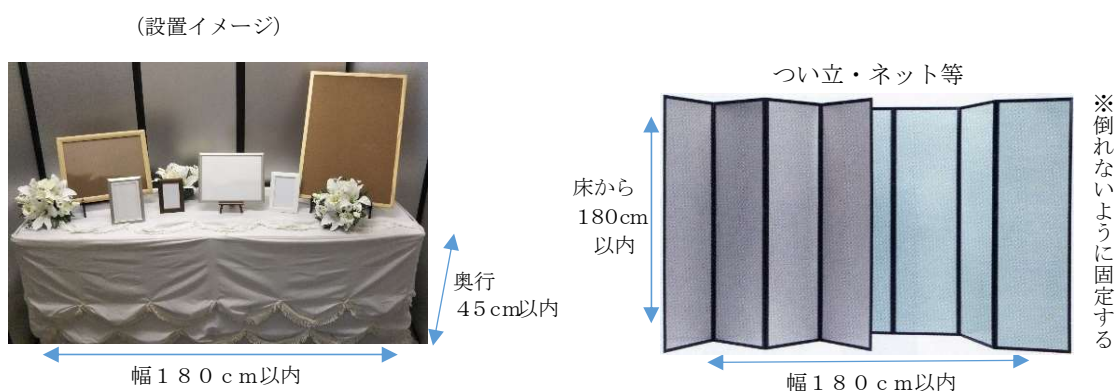 （設置イメージ）
奥行
４５cm以内
幅１８０ｃｍ以内
つい立・ネット等
床から
180cm
以内
幅１８０ｃｍ以内
※倒れないように固定する